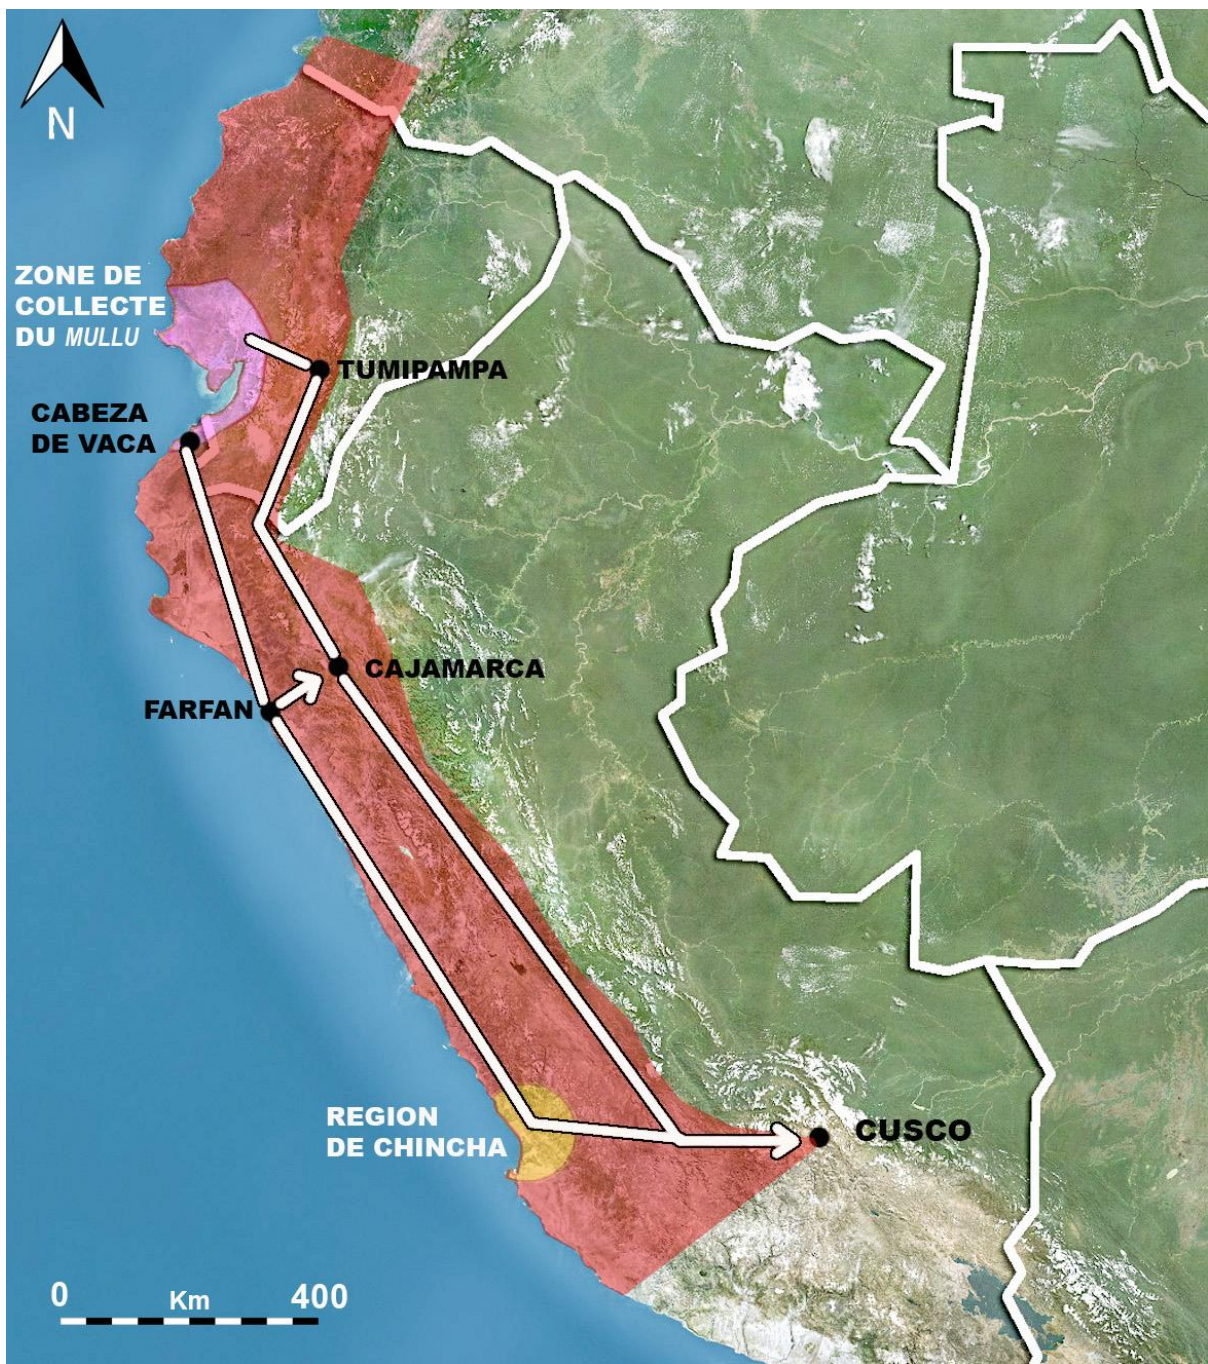 N
ZONE DE
COLLECTE
DU MULLU
TUMIPAMPA
CABEZA
DE VACA
CAJAMARCA
FARFAN
REGION
DE CHINCHA
CUSCO
0 Km 400